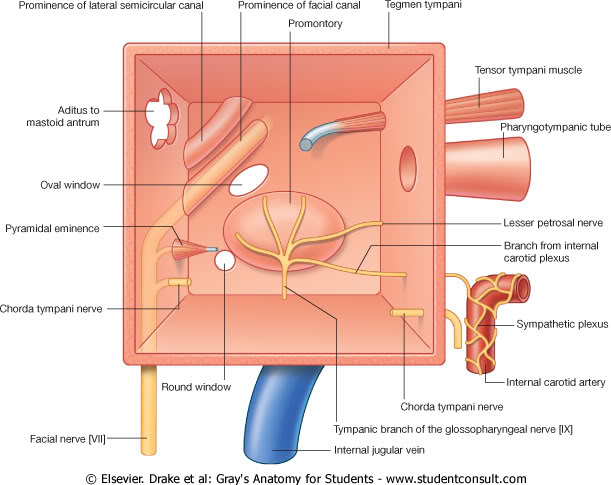 Prominence of lateral semicircular canal
Prominence of facial canal
Tegmen tympani
Promontory
Tensor tympani muscle
Aditus to
mastoid antrum
Pharyngotympanic tube
Oval window
Lesser petrosal nerve
Pyramidal eminence
Branch from internal
carotid plexus
Chorda tympani nerve
Sympathetic plexus
Round window
Internal carotid artery
Chorda tympani nerve
Tympanic branch of the glossopharyngeal nerve [IX]
Facial nerve [VII]
Internal jugular vein
© Elsevier. Drake et al: Gray's Anatomy for Students - www.studentconsult.com